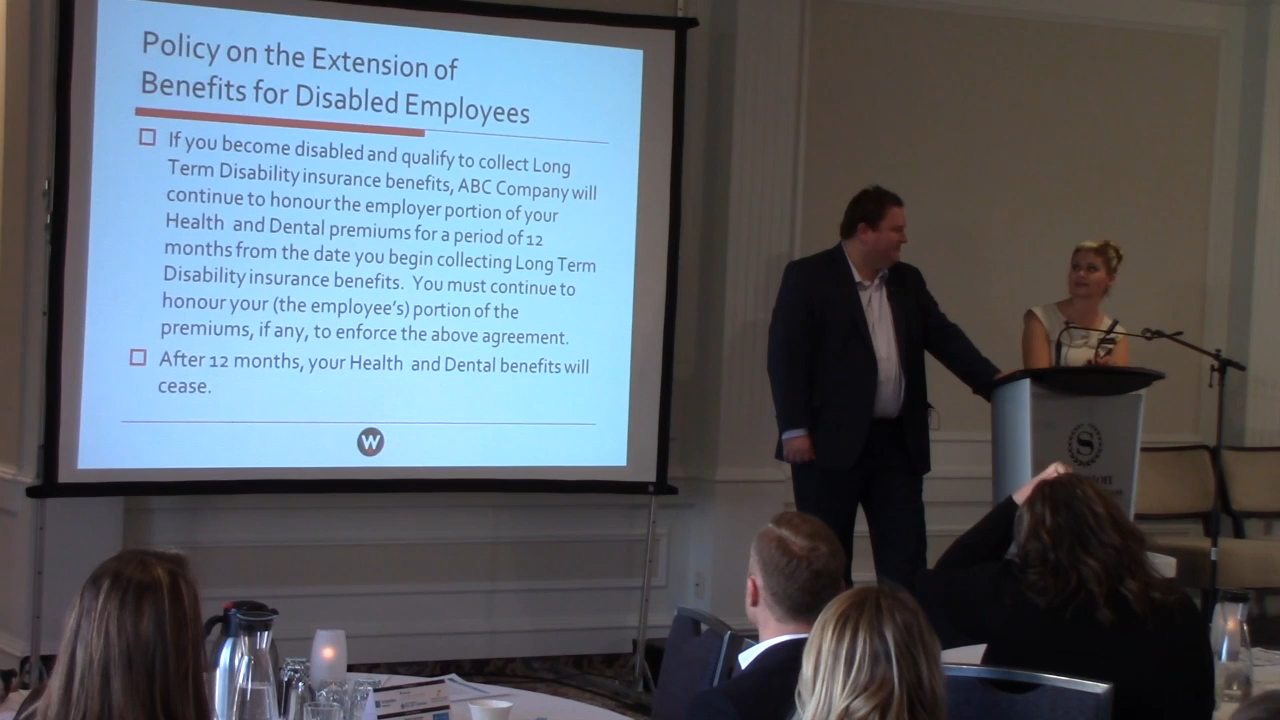 Policy on the Extension of
Benefits for Disabled Employees
If you become disabled and qualify to collect Long
Term Disability insurance benefits, ABC Company will
continue to honour the employer portion of your
Health and Dental premiums for a period of 12
months from the date you begin collecting Long Term
Disability insurance benefits. You must continue to
honour your (the employee's) portion of the
premiums, if any, to enforce the above agreement.
After 12 months, your Health and Dental benefits will
cease.
W
S